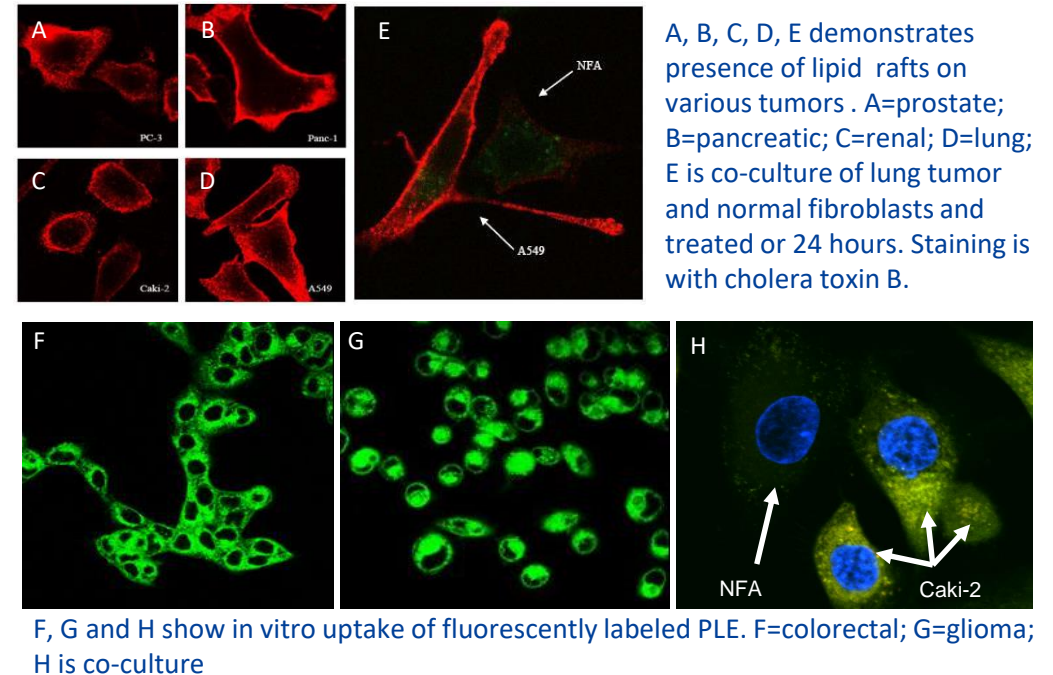 A
B
PC-3
Panc-1
C
D
Caki-2
A549
E
NFA
A549
A, B, C, D, E demonstrates
presence of lipid rafts on
various tumors . A=prostate;
B=pancreatic; C=renal; D=lung;
E is co-culture of lung tumor
and normal fibroblasts and
treated or 24 hours. Staining is
with cholera toxin B.
F
G
H
NFA
Caki-2
F, G and H show in vitro uptake of fluorescently labeled PLE. F=colorectal; G=glioma;
H is co-culture